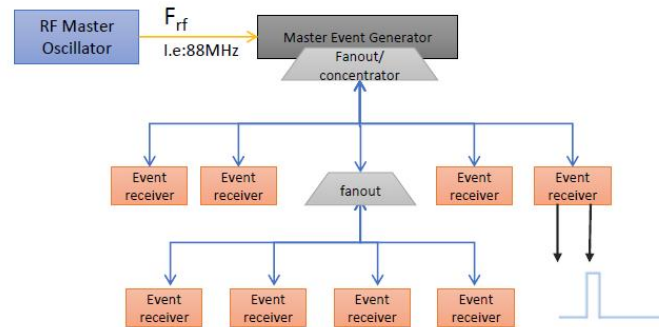 RF Master
Oscillator
F_rf
I.e:88MHz
Master Event Generator
Fanout/
concentrator
Event
receiver
Event
receiver
fanout
Event
receiver
Event
receiver
Event
receiver
Event
receiver
Event
receiver
Event
receiver